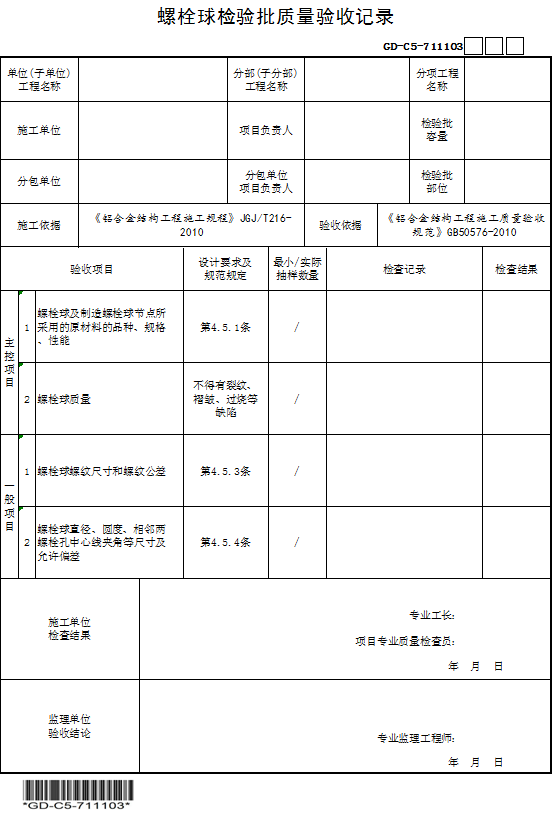 螺栓球检验批质量验收记录
GD-C5-711103
单位(子单位)
工程名称
分部(子分部)
工程名称
分项工程
名称
施工单位
项目负责人
检验批
容量
分包单位
分包单位
项目负责人
检验批
部位
施工依据
《铝合金结构工程施工规程》JGJ/T216-
2010
验收依据
《铝合金结构工程施工质量验收
规范》GB50576-2010
验收项目
设计要求及
规范规定
最小/实际
抽样数量
检查记录
检查结果
主控项目
1
螺栓球及制造螺栓球节点所
采用的原材料的品种、规格
、性能
第4.5.1条
/
2
螺栓球质量
不得有裂纹、
褶皱、过烧等
缺陷
/
一般项目
1
螺栓球螺纹尺寸和螺纹公差
第4.5.3条
/
2
螺栓球直径、圆度、相邻两
螺栓孔中心线夹角等尺寸及
允许偏差
第4.5.4条
/
施工单位
检查结果
专业工长：
项目专业质量检查员：
年 月 日
监理单位
验收结论
专业监理工程师：
年 月 日
*GD-C5-711103*